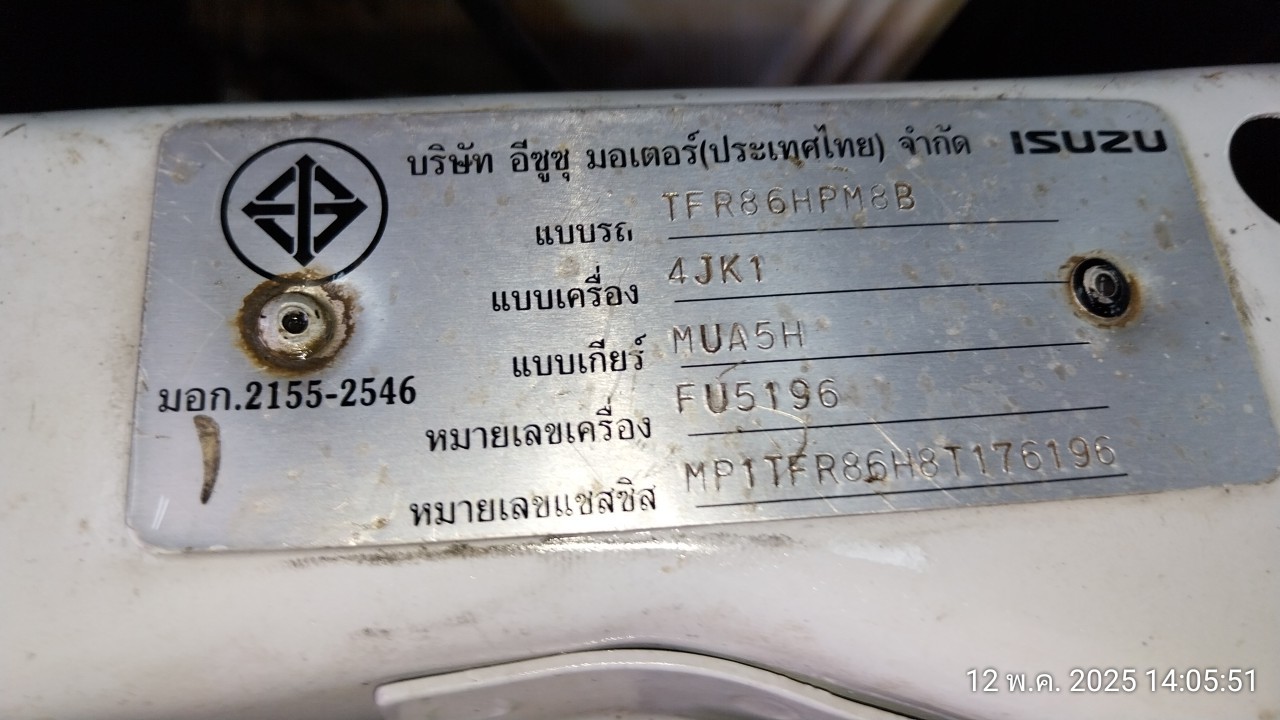 บริษัท อีซูซุ มอเตอร์(ประเทศไทย) จำกัด ISUZU
แบบรถ TFR86HPM8B
แบบเครื่อง 4JK1
แบบเกียร์ MUA5H
มอก.2155-2546
หมายเลขเครื่อง FU5196
หมายเลขแชสซิส MP1TFR86H8T176196
12 พ.ค. 2025 14:05:51